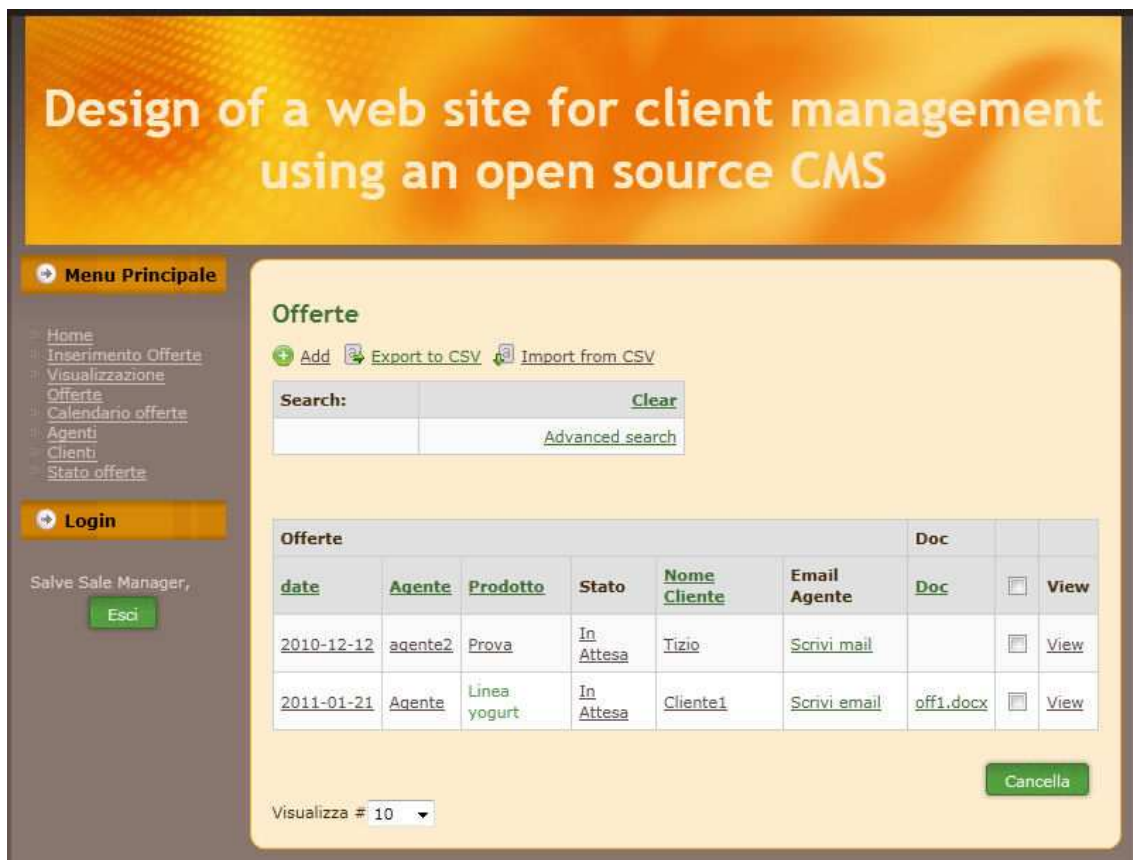 Design of a web site for client management
using an open source CMS
Menu Principale
Home
Inserimento Offerte
Visualizzazione
Offerte
Calendario offerte
Agenti
Clienti
Stato offerte
Login
Salve Sale Manager,
Esci
Offerte
Add Export to CSV Import from CSV
Search: Clear
Advanced search
Offerte Doc
date Agente Prodotto Stato Nome Cliente Email Agente Doc View
2010-12-12 agente2 Prova In Attesa Tizio Scrivi mail View
2011-01-21 Agente Linea yogurt In Attesa Cliente1 Scrivi email off1.docx View
Cancella
Visualizza # 10